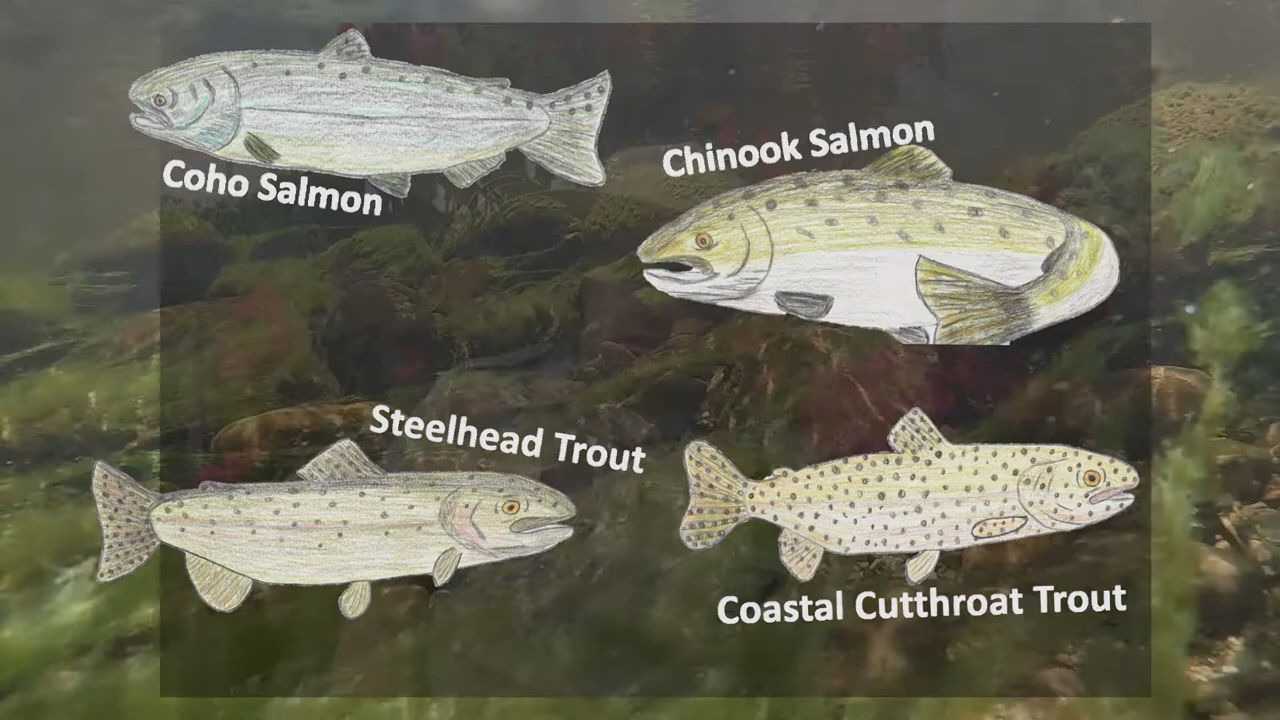 Coho Salmon
Chinook Salmon
Steelhead Trout
Coastal Cutthroat Trout